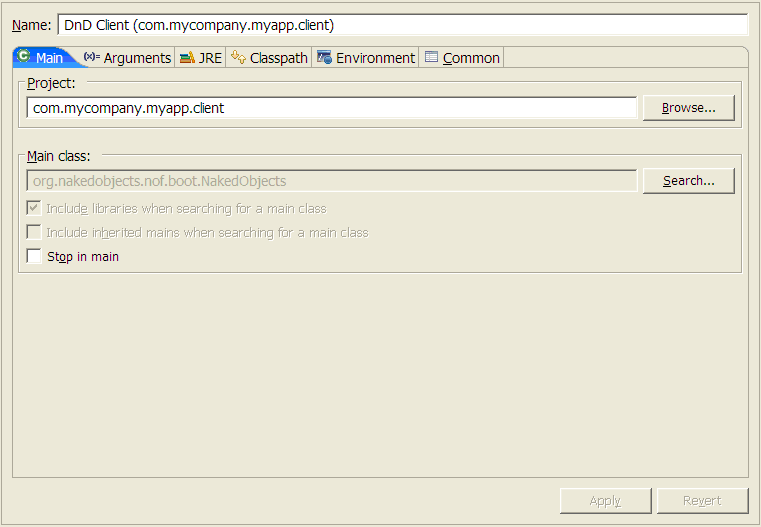 Name: DnD Client (com.mycompany.myapp.client)
Main (x)= Arguments JRE Classpath Environment Common
Project:
com.mycompany.myapp.client Browse...
Main class:
org.nakedobjects.nof.boot.NakedObjects Search...
Include libraries when searching for a main class
Include inherited mains when searching for a main class
Stop in main
Apply Revert